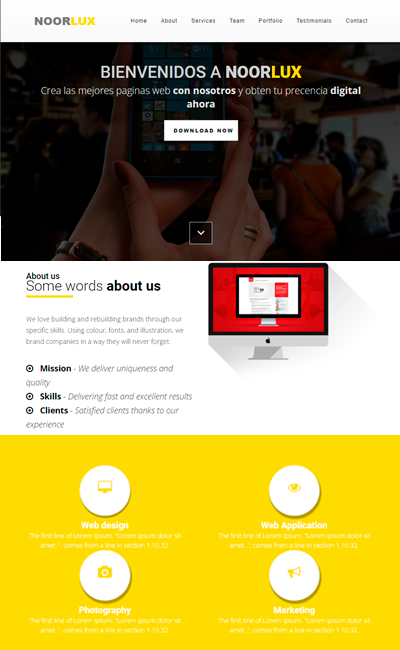 NOORLUX
Home About Services Team Portfolio Testimonials Contact
BIENVENIDOS A NOORLUX
Crea las mejores paginas web con nosotros y obten tu precencia digital
ahora
DOWNLOAD NOW
About us
Some words about us
We love building and rebuilding brands through our
specific skills. Using colour, fonts, and illustration, we
brand companies in a way they will never forget.
Mission - We deliver uniqueness and
quality
Skills - Delivering fast and excellent results
Clients - Satisfied clients thanks to our
experience
Web design
The first line of Lorem Ipsum, "Lorem ipsum dolor sit
amet..", comes from a line in section 1.10.32
Web Application
The first line of Lorem Ipsum, "Lorem ipsum dolor sit
amet..", comes from a line in section 1.10.32
Photography
The first line of Lorem Ipsum, "Lorem ipsum dolor sit
amet..", comes from a line in section 1.10.32
Marketing
The first line of Lorem Ipsum, "Lorem ipsum dolor sit
amet..", comes from a line in section 1.10.32